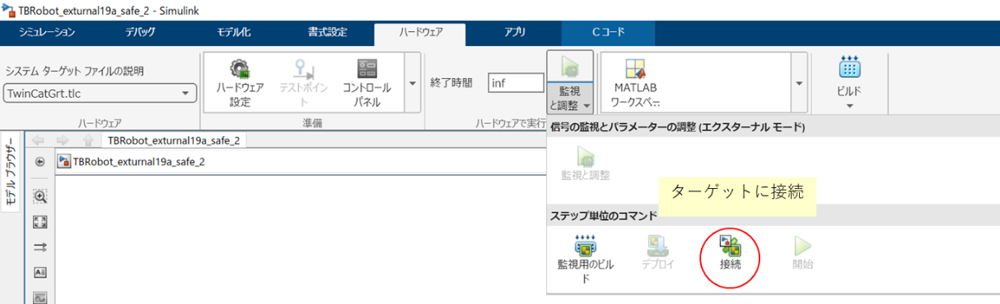 TBRobot_exturnal19a_safe_2 - Simulink
シミュレーション デバッグ モデル化 書式設定 ハードウェア アプリ C コード
システム ターゲット ファイルの説明
TwinCatGrt.tlc
ハードウェア
ハードウェア
設定
テストポイン
ト
コントロール
パネル
準備
終了時間 inf
ハードウェアで実行
監視
と調整
MATLAB
ワークスペ...
ビルド
信号の監視とパラメーターの調整 (エクスターナル モード)
監視と調整
ターゲットに接続
ステップ単位のコマンド
監視用のビル
ド
デプロイ
接続
開始
モデル ブラウザー
TBRobot_exturnal19a_safe_2
TBRobot_exturnal19a_safe_2